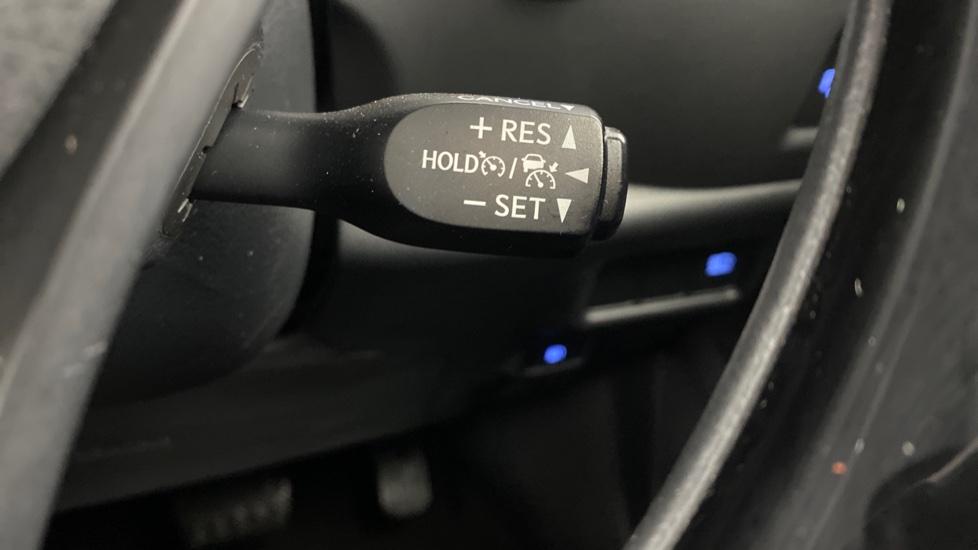 CANCEL
+ RES
HOLD /
− SET